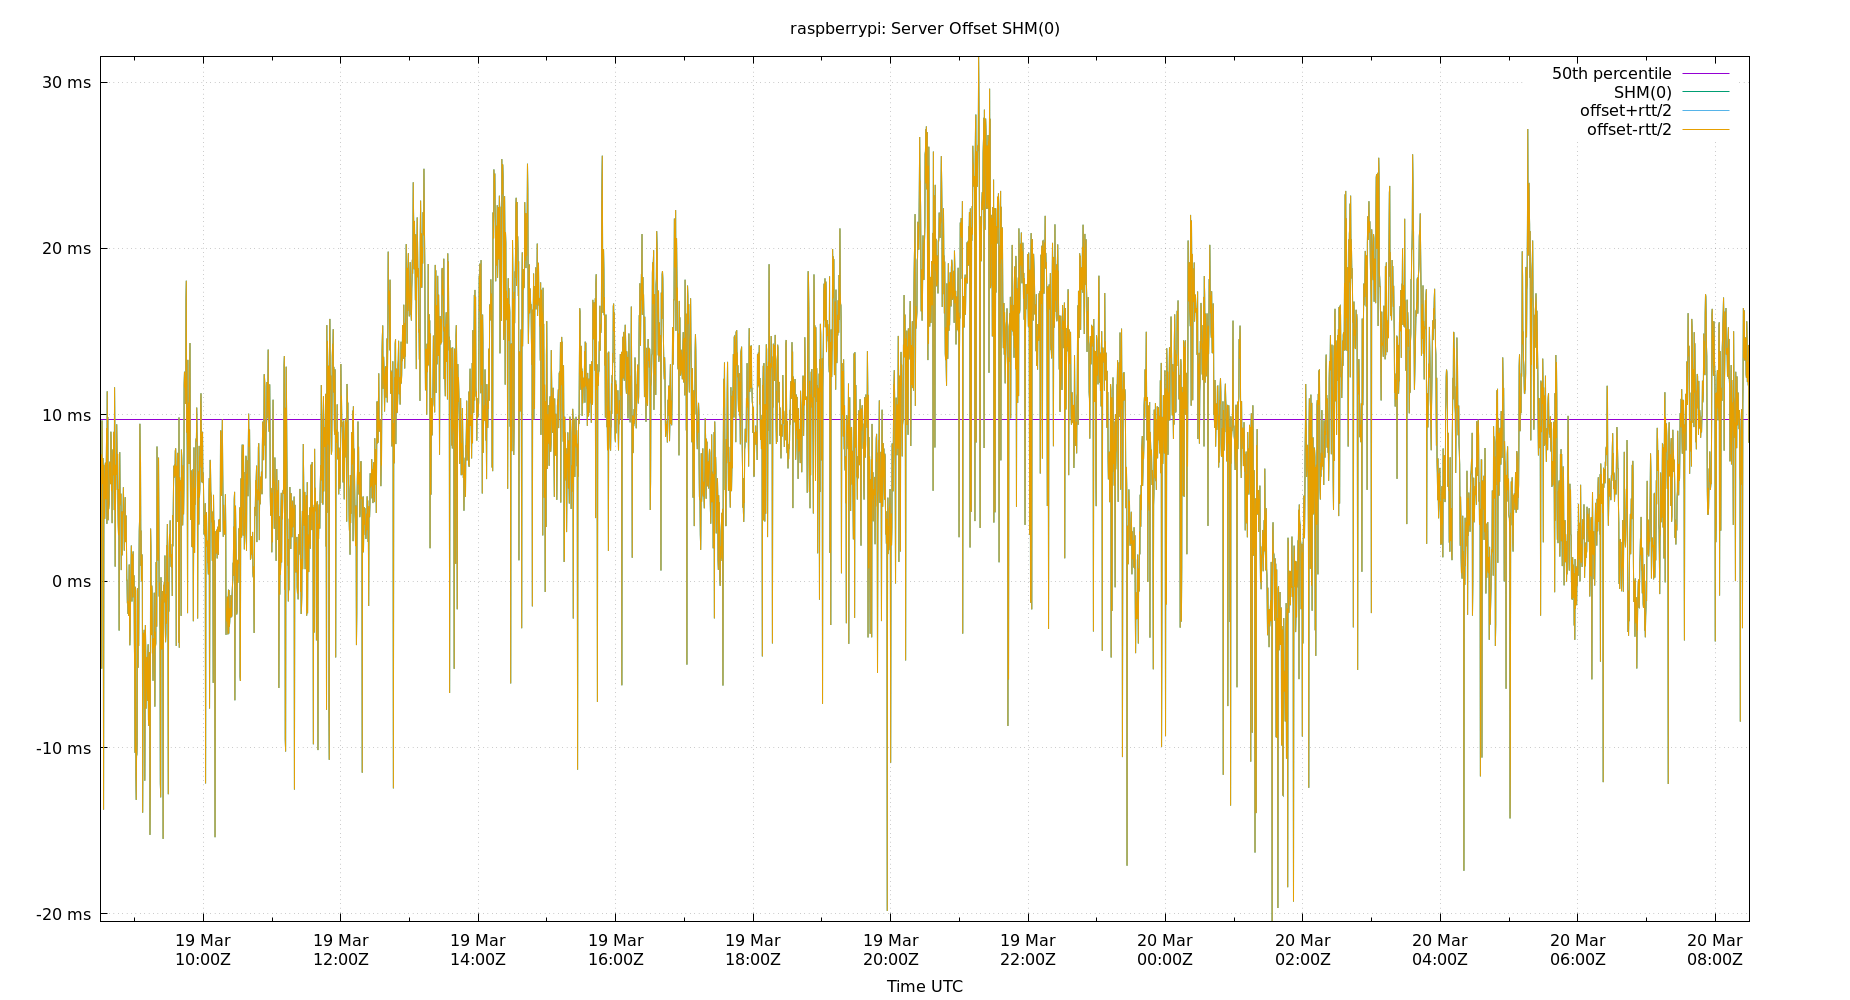 raspberrypi: Server Offset SHM(0)
50th percentile
SHM(0)
offset+rtt/2
offset-rtt/2
30 ms
20 ms
10 ms
0 ms
-10 ms
-20 ms
19 Mar 19 Mar 19 Mar 19 Mar 19 Mar 19 Mar 19 Mar 20 Mar 20 Mar 20 Mar 20 Mar 20 Mar
10:00Z 12:00Z 14:00Z 16:00Z 18:00Z 20:00Z 22:00Z 00:00Z 02:00Z 04:00Z 06:00Z 08:00Z
Time UTC